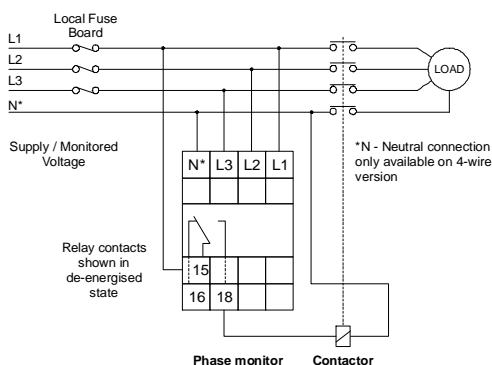 Local Fuse
Board
L1
L2
L3
N*
LOAD
Supply / Monitored
Voltage
*N - Neutral connection
only available on 4-wire
version
N* L3 L2 L1
Relay contacts
shown in
de-energised
state
15
16 18
Phase monitor Contactor